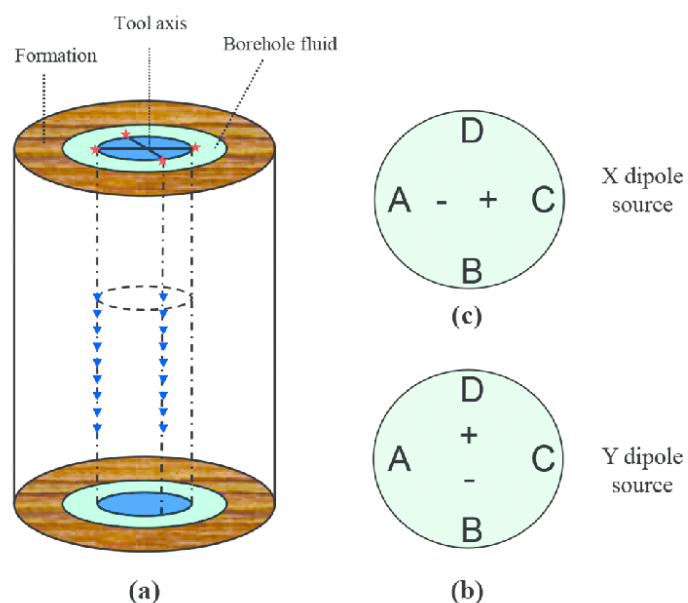 Tool axis
Formation
Borehole fluid
D
A - + C
B
X dipole
source
(c)
D
+
A C
-
B
Y dipole
source
(a)
(b)